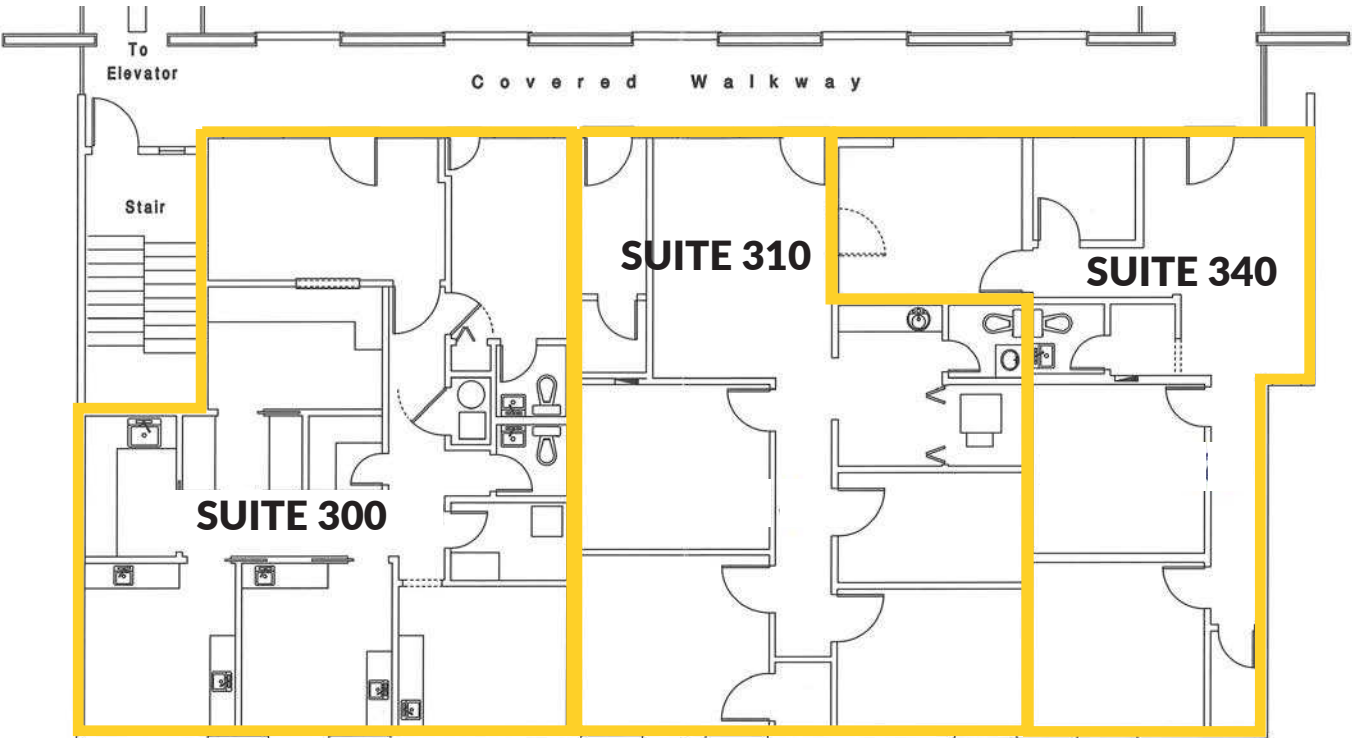 To
Elevator
Covered Walkway
Stair
SUITE 310
SUITE 340
SUITE 300